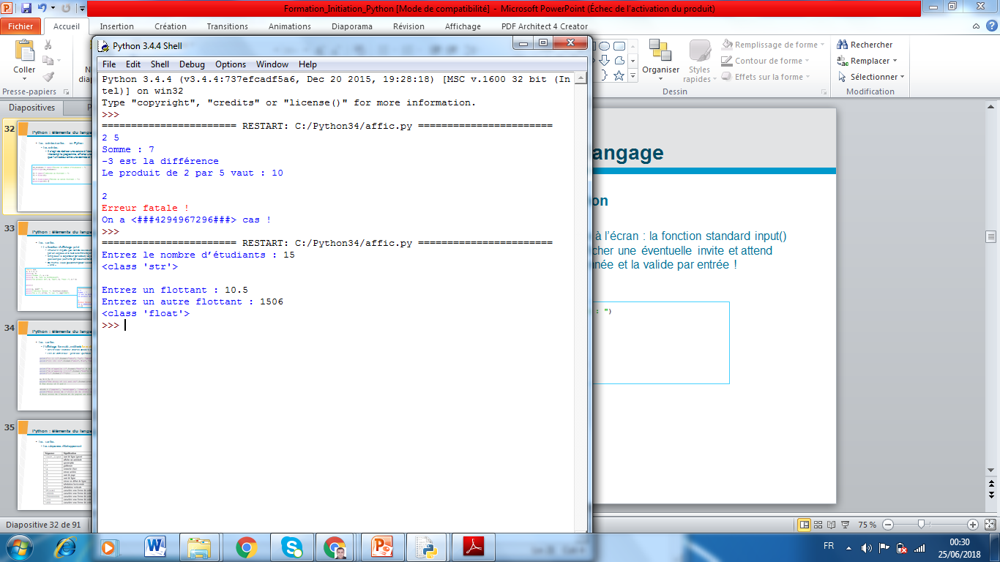 Formation_Initiation_Python [Mode de compatibilité] - Microsoft PowerPoint (Échec de l'activation du produit)
Fichier Accueil Insertion Création Transitions Animations Diaporama Révision Affichage PDF Architect 4 Creator
Coller
Presse-papiers
Organiser
Styles rapides
Remplissage de forme
Contour de forme
Effets sur la forme
Dessin
Rechercher
Remplacer
Sélectionner
Modification
Diapositives
32
33
34
35
Python 3.4.4 Shell
File Edit Shell Debug Options Window Help
Python 3.4.4 (v3.4.4:737efcadf5a6, Dec 20 2015, 19:28:18) [MSC v.1600 32 bit (In
tel)] on win32
Type "copyright", "credits" or "license()" for more information.
>>>
======================= RESTART: C:/Python34/affic.py =======================
2 5
Somme : 7
-3 est la différence
Le produit de 2 par 5 vaut : 10
2
Erreur fatale !
On a <###4294967296###> cas !
>>>
======================= RESTART: C:/Python34/affic.py =======================
Entrez le nombre d’étudiants : 15
<class 'str'>
Entrez un flottant : 10.5
Entrez un autre flottant : 1506
<class 'float'>
>>>
angage
on
à l’écran : la fonction standard input()
cher une éventuelle invite et attend
née et la valide par entrée !
: ")
Diapositive 32 de 91
75 %
FR
00:30
25/06/2018